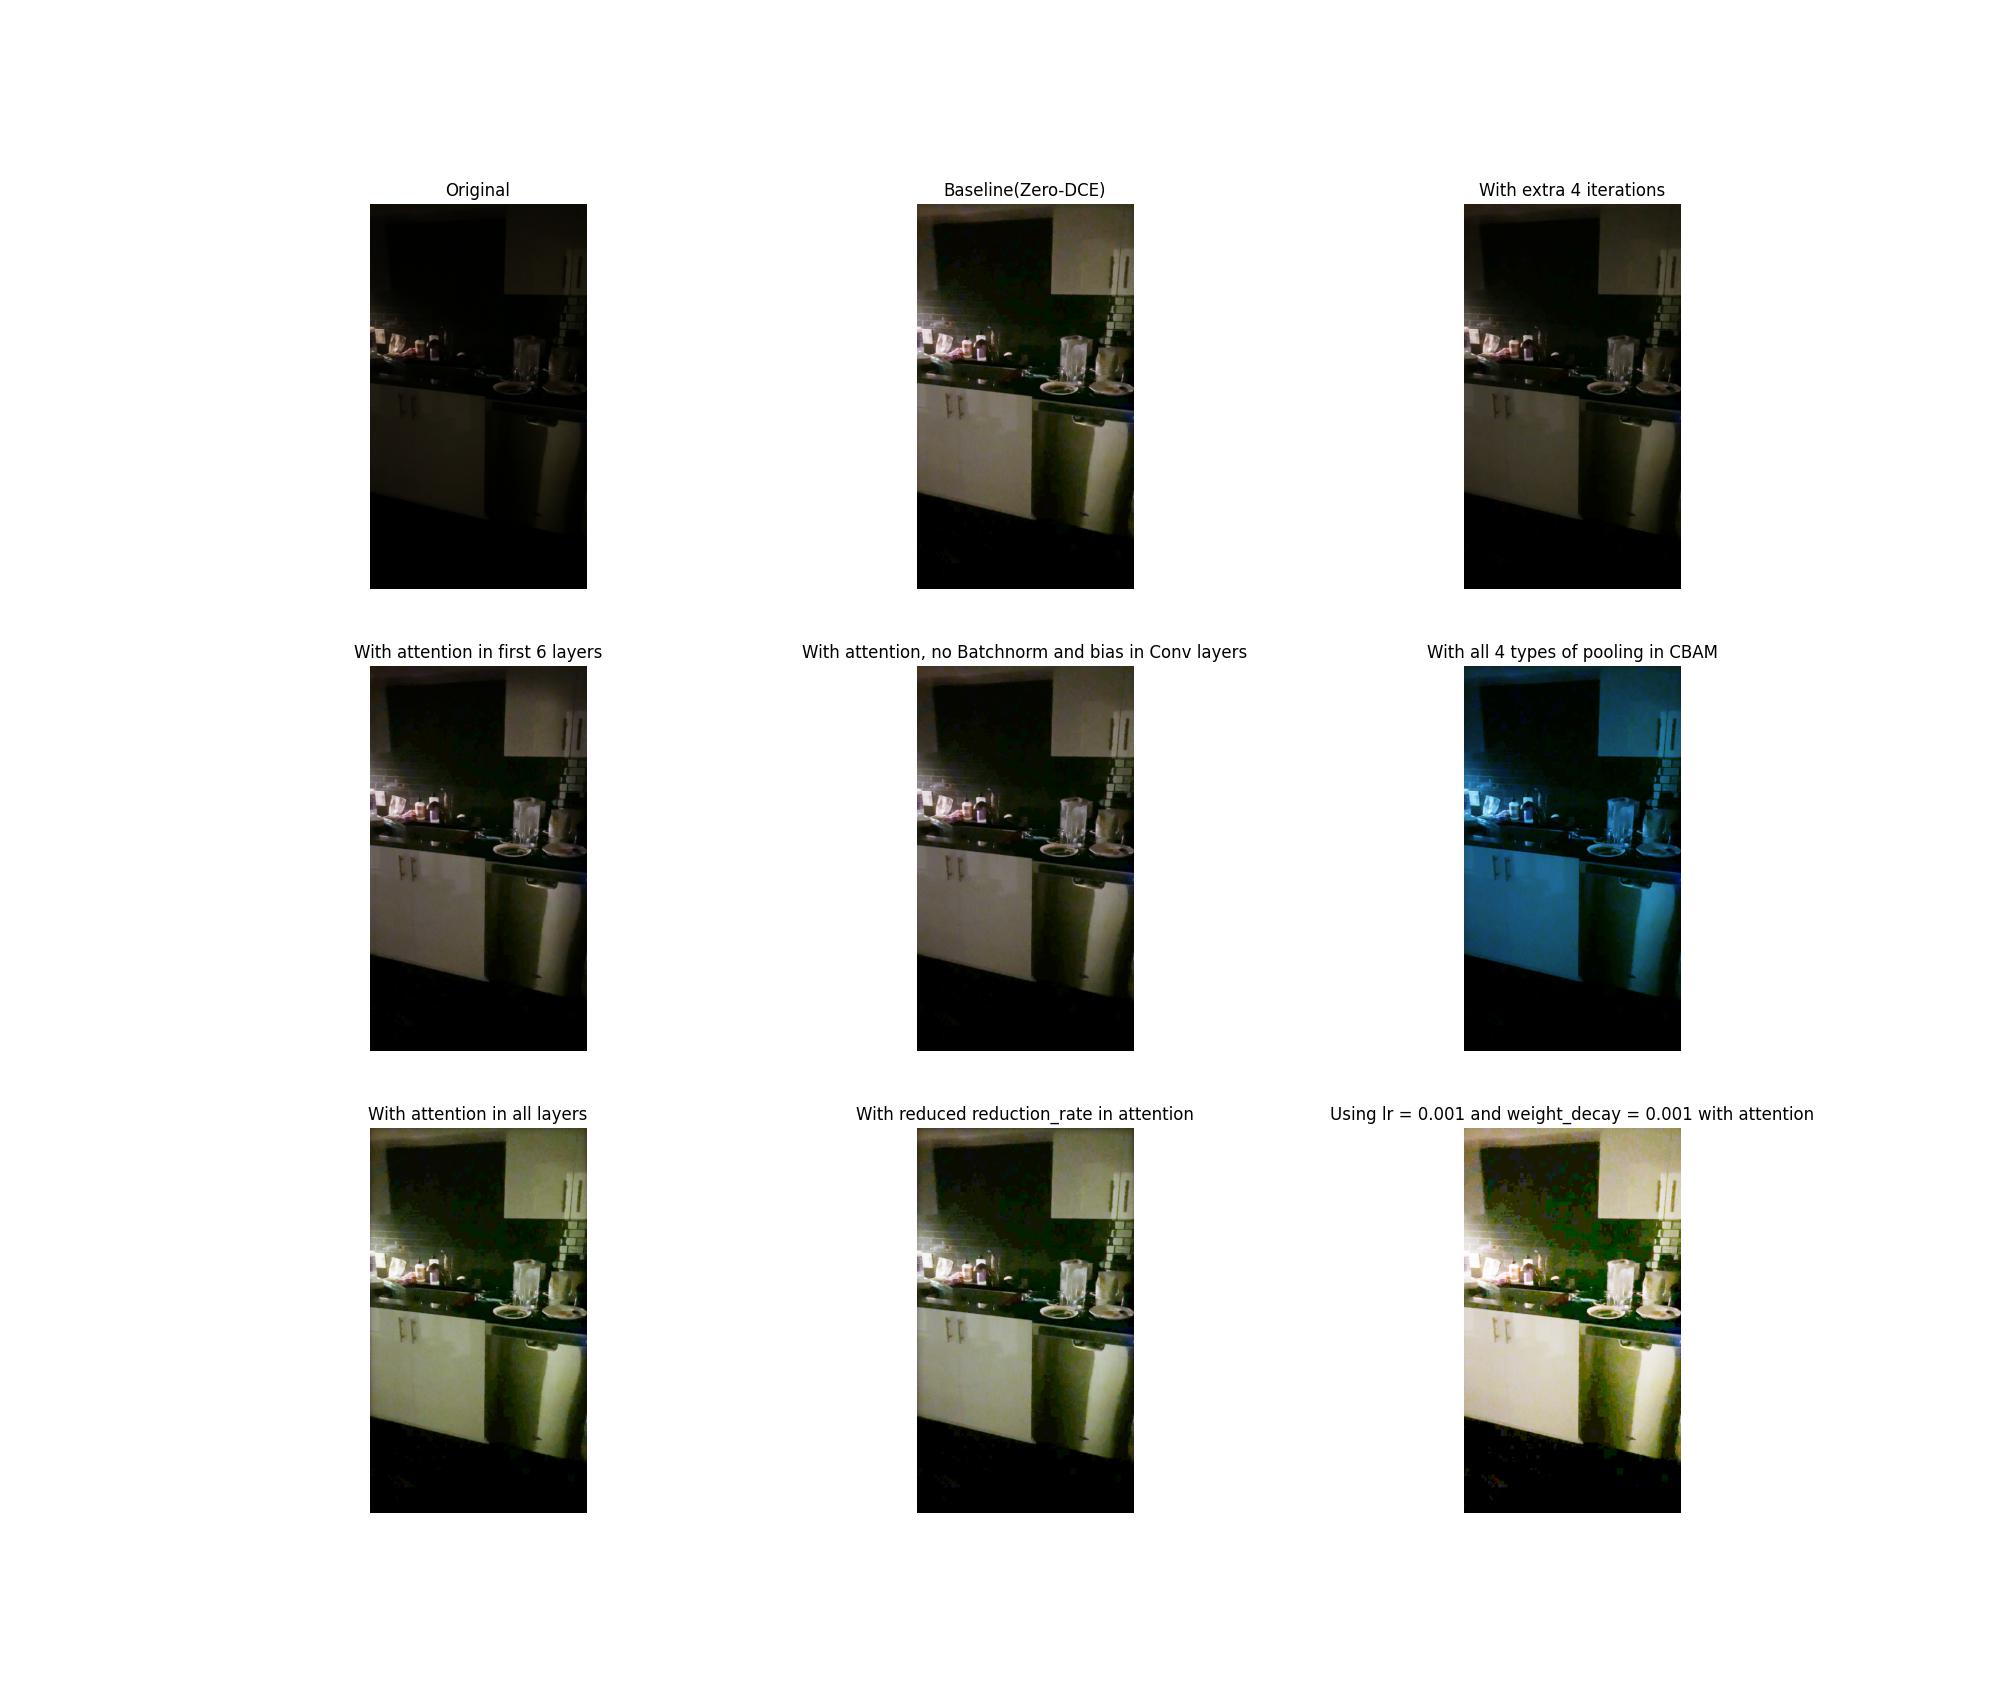 Original
Baseline(Zero-DCE)
With extra 4 iterations
With attention in first 6 layers
With attention, no Batchnorm and bias in Conv layers
With all 4 types of pooling in CBAM
With attention in all layers
With reduced reduction_rate in attention
Using lr = 0.001 and weight_decay = 0.001 with attention